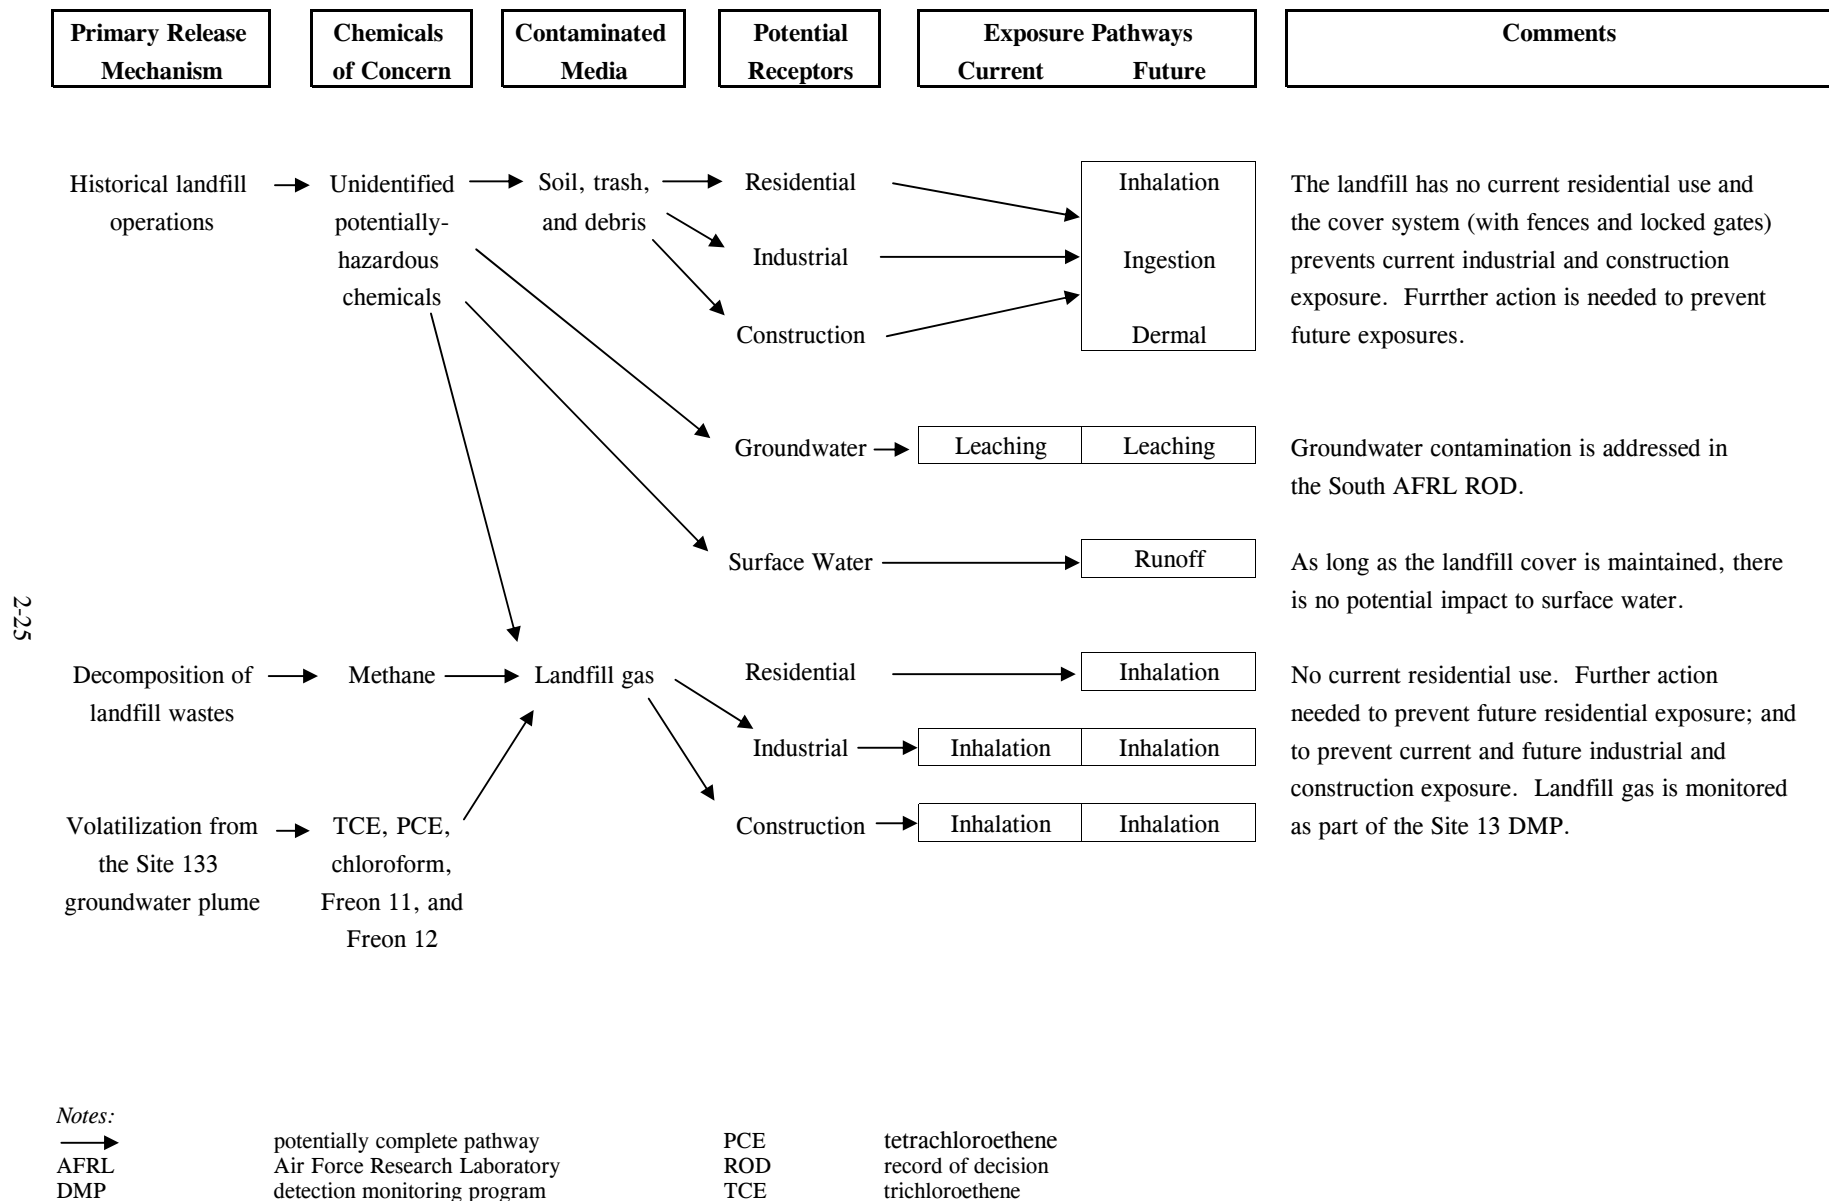 Primary Release
Mechanism
Chemicals
of Concern
Contaminated
Media
Potential
Receptors
Exposure Pathways
Current Future
Comments
Historical landfill
operations
Unidentified
potentially-
hazardous
chemicals
Soil, trash,
and debris
Residential
Industrial
Construction
Inhalation
Ingestion
Dermal
The landfill has no current residential use and
the cover system (with fences and locked gates)
prevents current industrial and construction
exposure. Furrther action is needed to prevent
future exposures.
Groundwater
Leaching Leaching
Groundwater contamination is addressed in
the South AFRL ROD.
Surface Water
Runoff
As long as the landfill cover is maintained, there
is no potential impact to surface water.
2-25
Decomposition of
landfill wastes
Methane
Landfill gas
Residential
Inhalation
Industrial
Inhalation Inhalation
Construction
Inhalation Inhalation
No current residential use. Further action
needed to prevent future residential exposure; and
to prevent current and future industrial and
construction exposure. Landfill gas is monitored
as part of the Site 13 DMP.
Volatilization from
the Site 133
groundwater plume
TCE, PCE,
chloroform,
Freon 11, and
Freon 12
Notes:
potentially complete pathway
AFRL Air Force Research Laboratory
DMP detection monitoring program
PCE tetrachloroethene
ROD record of decision
TCE trichloroethene